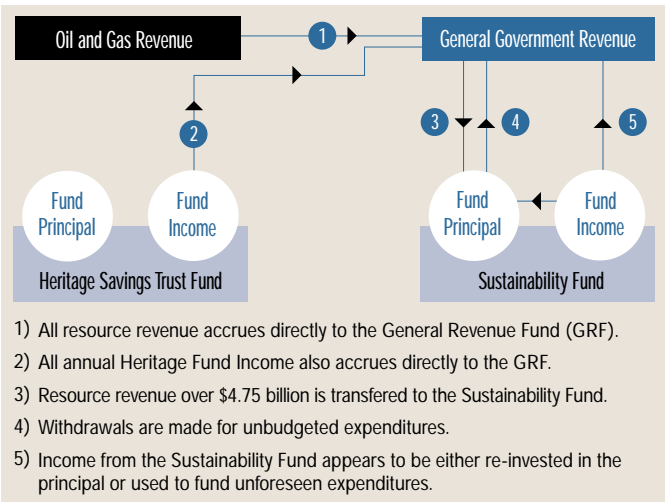 Oil and Gas Revenue
1
General Government Revenue
2
3
4
5
Fund
Principal
Fund
Income
Fund
Principal
Fund
Income
Heritage Savings Trust Fund
Sustainability Fund
1) All resource revenue accrues directly to the General Revenue Fund (GRF).
2) All annual Heritage Fund Income also accrues directly to the GRF.
3) Resource revenue over $4.75 billion is transfered to the Sustainability Fund.
4) Withdrawals are made for unbudgeted expenditures.
5) Income from the Sustainability Fund appears to be either re-invested in the
principal or used to fund unforeseen expenditures.